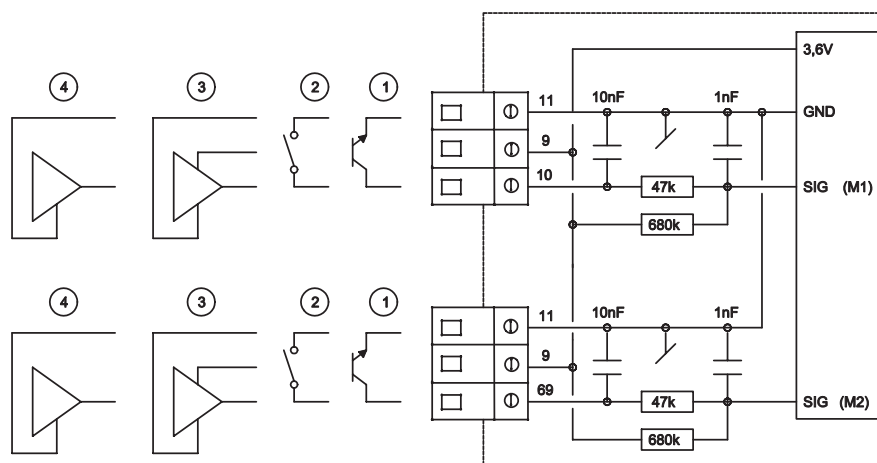 3,6V
4 3 2 1
11 10nF 1nF GND
9
10 47k SIG (M1)
680k
4 3 2 1
11 10nF 1nF
9
69 47k SIG (M2)
680k